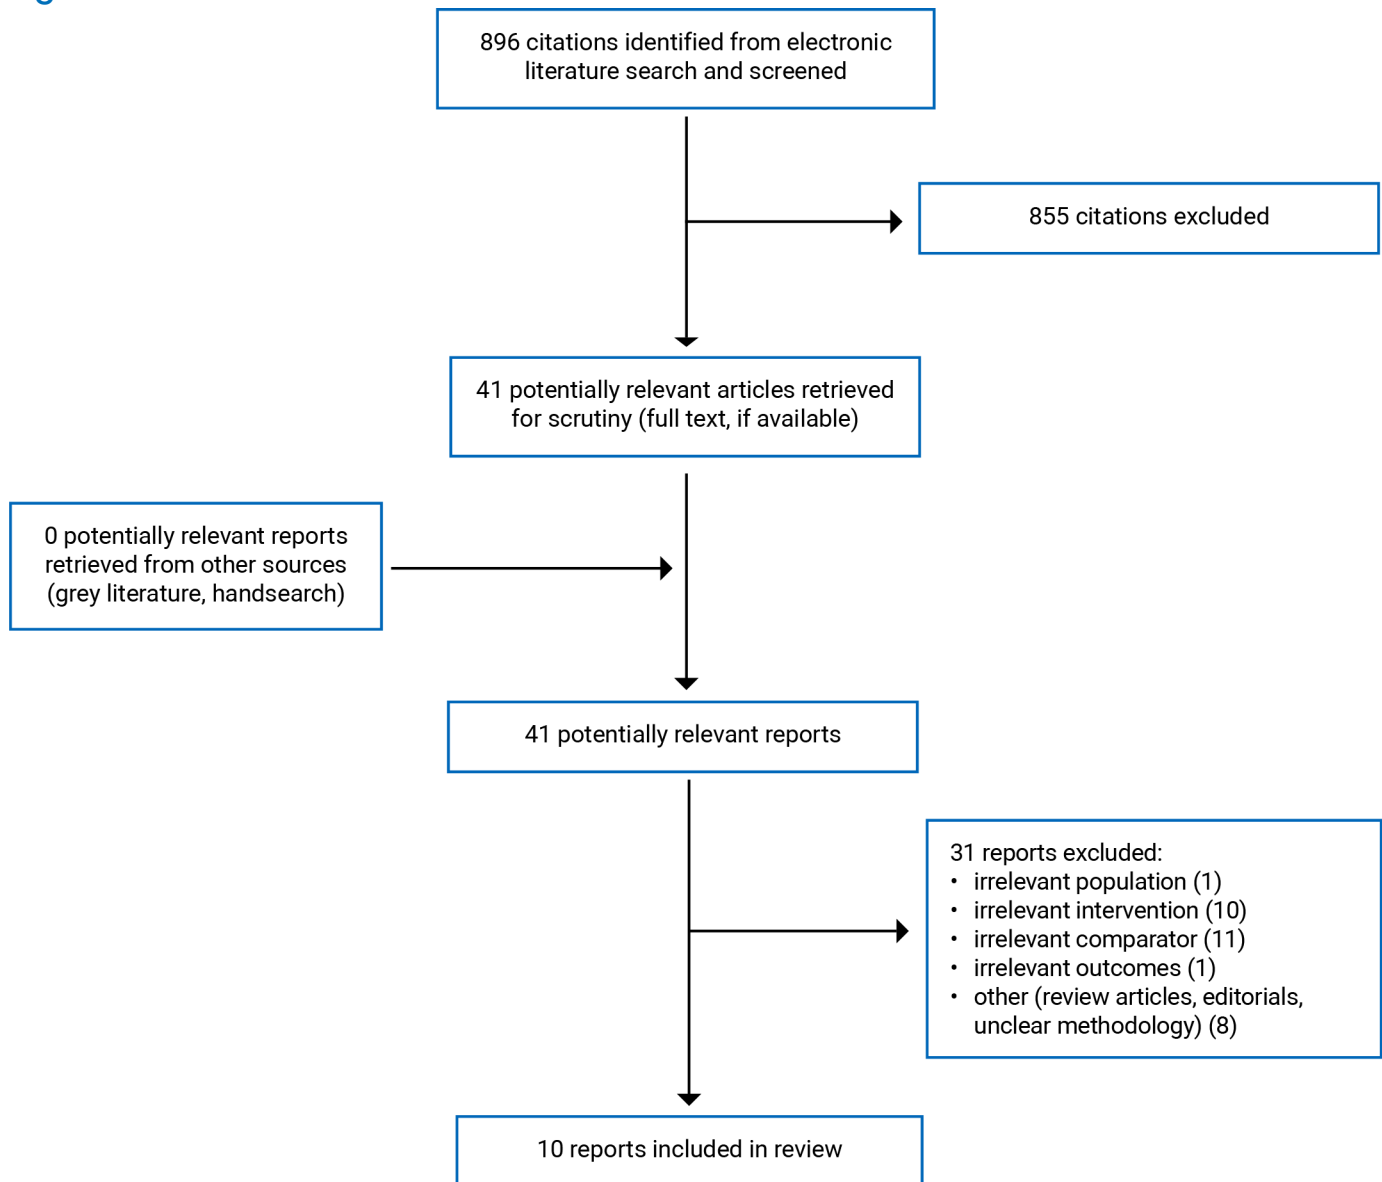 896 citations identified from electronic
literature search and screened
855 citations excluded
41 potentially relevant articles retrieved
for scrutiny (full text, if available)
0 potentially relevant reports
retrieved from other sources
(grey literature, handsearch)
41 potentially relevant reports
31 reports excluded:
• irrelevant population (1)
• irrelevant intervention (10)
• irrelevant comparator (11)
• irrelevant outcomes (1)
• other (review articles, editorials,
unclear methodology) (8)
10 reports included in review